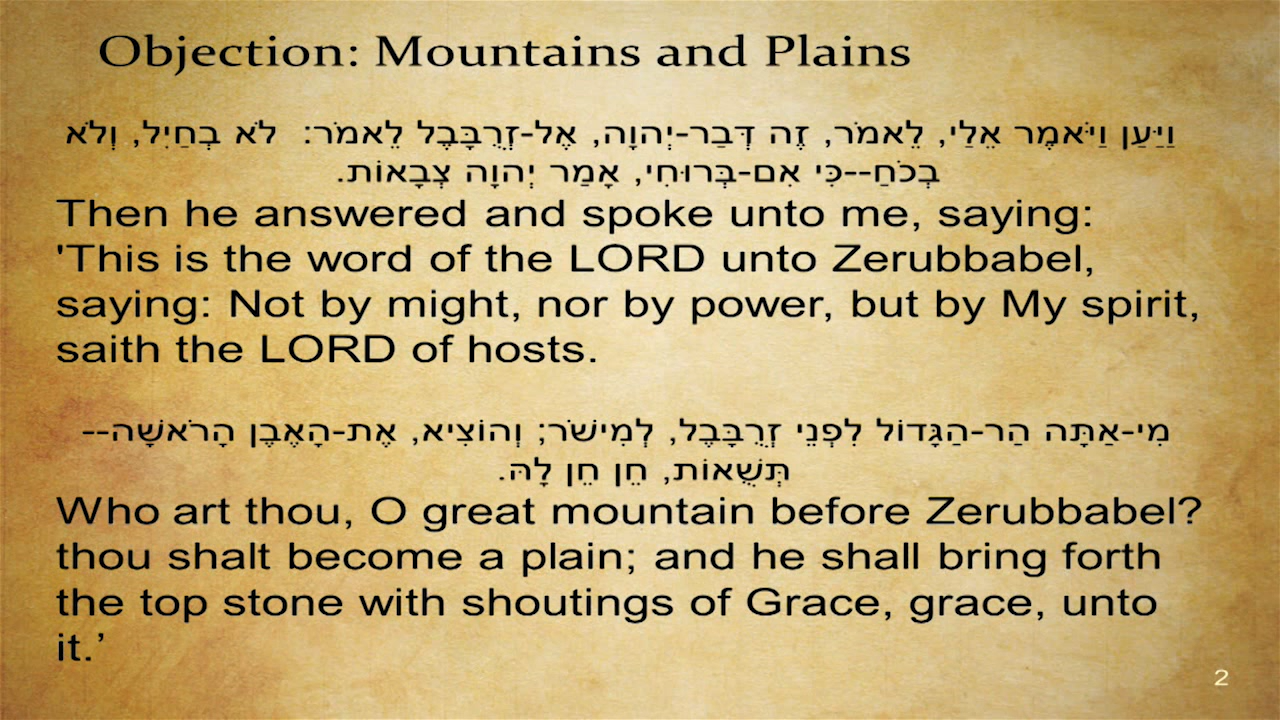 Objection: Mountains and Plains
וַיַּעַן וַיֹּאמֶר אֵלַי, לֵאמֹר, זֶה דְּבַר-יְהוָה, אֶל-זְרֻבָּבֶל לֵאמֹר: לֹא בְחַיִל, וְלֹא
בְכֹחַ--כִּי אִם-בְּרוּחִי, אָמַר יְהוָה צְבָאוֹת.
Then he answered and spoke unto me, saying:
'This is the word of the LORD unto Zerubbabel,
saying: Not by might, nor by power, but by My spirit,
saith the LORD of hosts.
מִי-אַתָּה הַר-הַגָּדוֹל לִפְנֵי זְרֻבָּבֶל, לְמִישֹׁר; וְהוֹצִיא, אֶת-הָאֶבֶן הָרֹאשָׁה--
תְּשֻׁאוֹת, חֵן חֵן לָהּ.
Who art thou, O great mountain before Zerubbabel?
thou shalt become a plain; and he shall bring forth
the top stone with shoutings of Grace, grace, unto
it.’
2